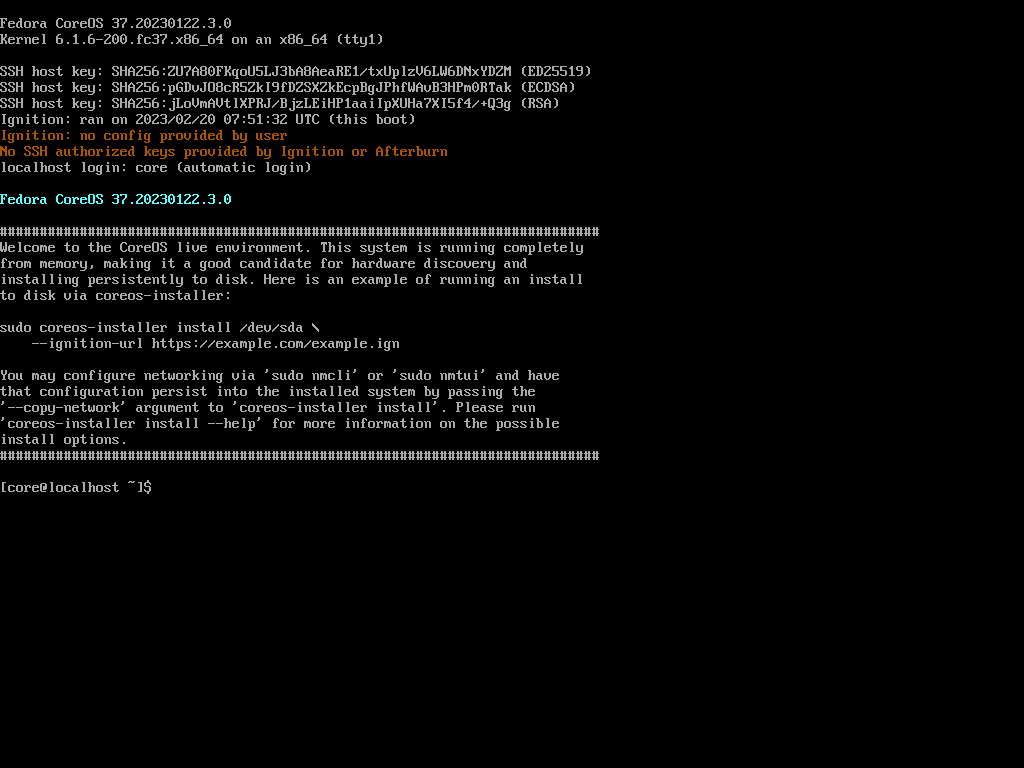 Fedora CoreOS 37.20230122.3.0
Kernel 6.1.6-200.fc37.x86_64 on an x86_64 (tty1)
SSH host key: SHA256:ZU7A80FKqoU5LJ3bA8AeaRE1/txUplzV6LW6DNxYDZM (ED25519)
SSH host key: SHA256:pGDvJO8cR5ZkI9fDZSXZkEcpBgJPhfWAvB3HPm0RTak (ECDSA)
SSH host key: SHA256:jLoVmAVtlXPRJ/BjzLEiHP1aaiIpXUHa7XI5f4/+Q3g (RSA)
Ignition: ran on 2023/02/20 07:51:32 UTC (this boot)
Ignition: no config provided by user
No SSH authorized keys provided by Ignition or Afterburn
localhost login: core (automatic login)
Fedora CoreOS 37.20230122.3.0
###########################################################################
Welcome to the CoreOS live environment. This system is running completely
from memory, making it a good candidate for hardware discovery and
installing persistently to disk. Here is an example of running an install
to disk via coreos-installer:
sudo coreos-installer install /dev/sda \
    --ignition-url https://example.com/example.ign
You may configure networking via 'sudo nmcli' or 'sudo nmtui' and have
that configuration persist into the installed system by passing the
'--copy-network' argument to 'coreos-installer install'. Please run
'coreos-installer install --help' for more information on the possible
install options.
###########################################################################
[core@localhost ~]$